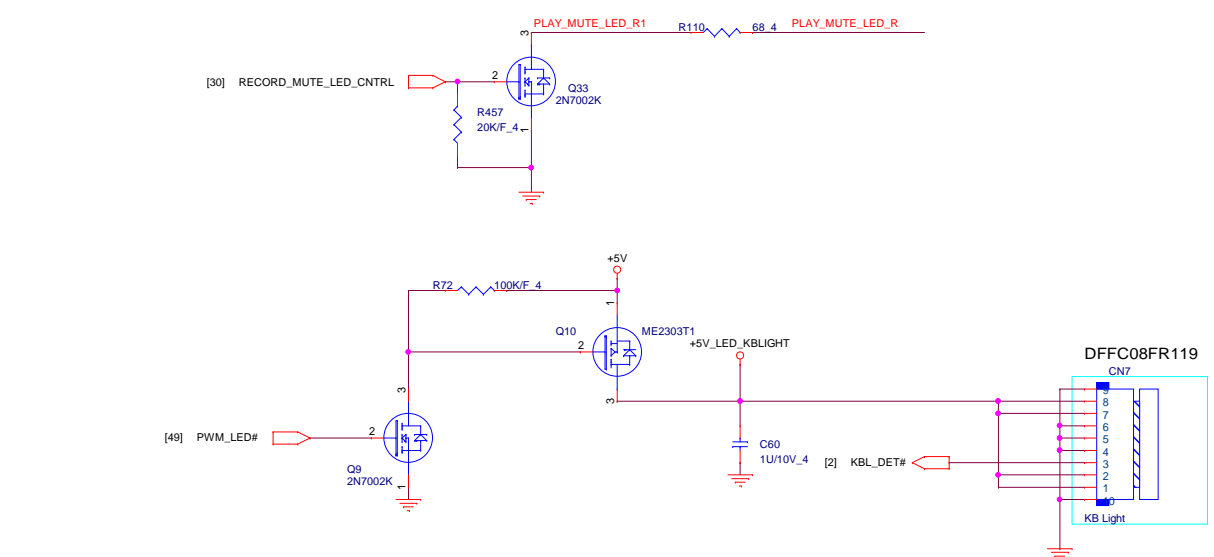 PLAY_MUTE_LED_R1 R110 68_4 PLAY_MUTE_LED_R
3
[30] RECORD_MUTE_LED_CNTRL 2
Q33
2N7002K
R457
20K/F_4
1
+5V
R72 100K/F_4
1
Q10 ME2303T1
2
+5V_LED_KBLIGHT
3
DFFC08FR119
CN7
3
[49] PWM_LED# 2
Q9
2N7002K
1
C60
1U/10V_4
[2] KBL_DET#
9
8
7
6
5
4
3
2
1
10
KB Light